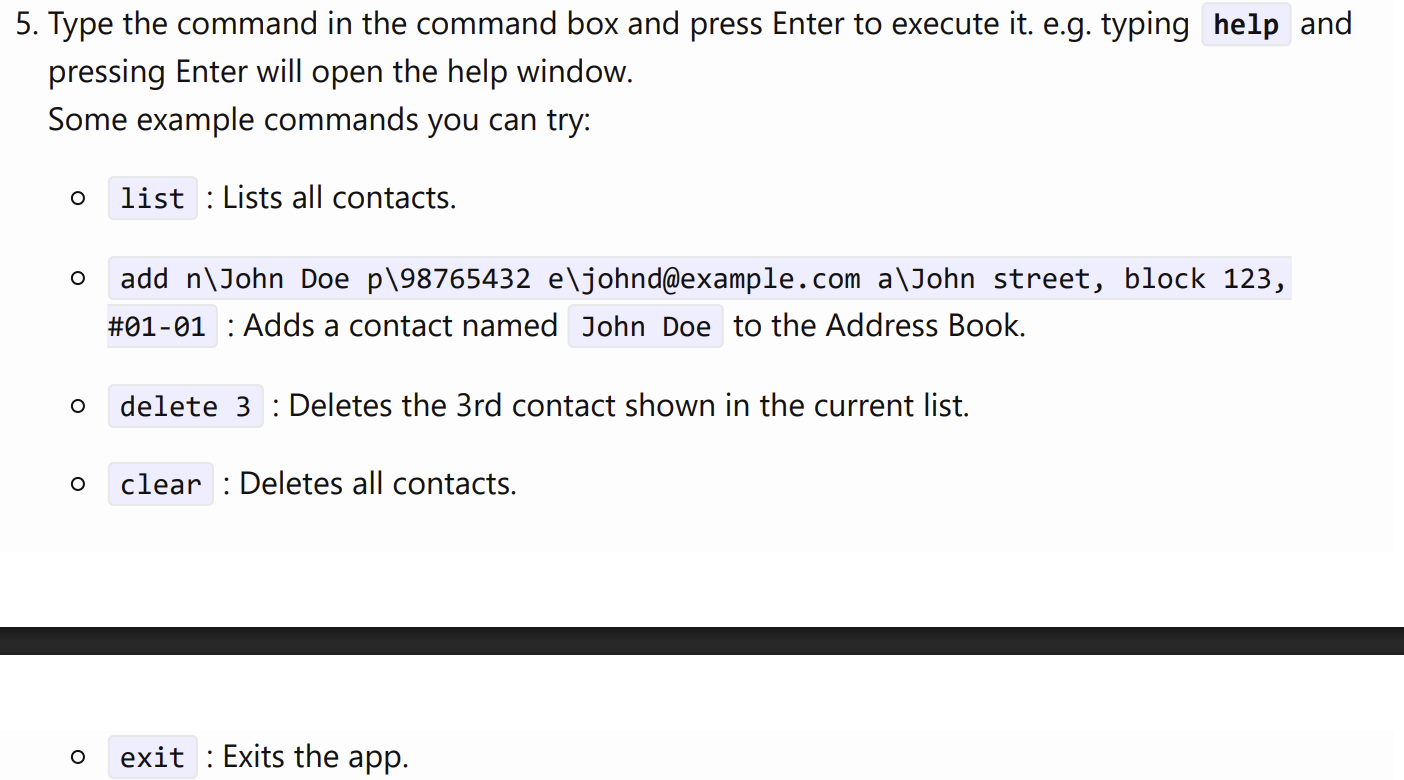 5. Type the command in the command box and press Enter to execute it. e.g. typing help and
pressing Enter will open the help window.
Some example commands you can try:
list : Lists all contacts.
add n\John Doe p\98765432 e\johnd@example.com a\John street, block 123,
#01-01 : Adds a contact named John Doe to the Address Book.
delete 3 : Deletes the 3rd contact shown in the current list.
clear : Deletes all contacts.
exit : Exits the app.